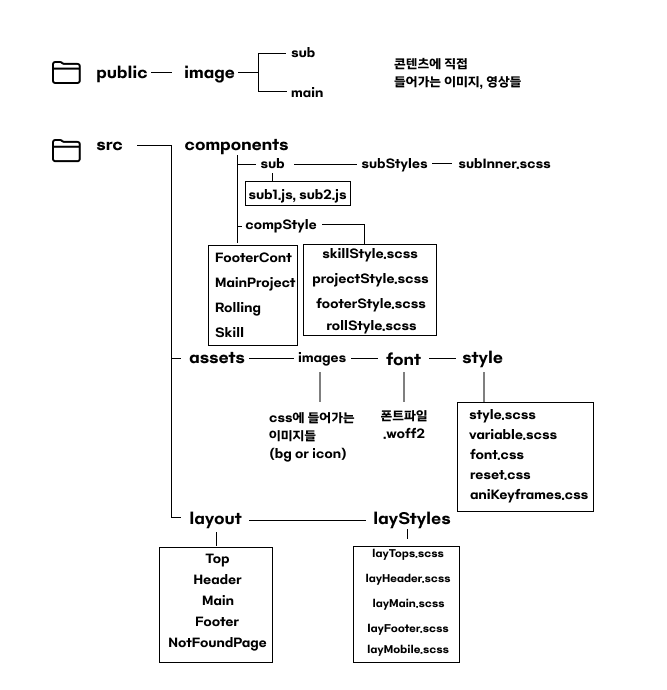 public
image
sub
main
콘텐츠에 직접
들어가는 이미지, 영상들
src
components
sub
subStyles
subInner.scss
sub1.js, sub2.js
compStyle
FooterCont
MainProject
Rolling
Skill
skillStyle.scss
projectStyle.scss
footerStyle.scss
rollStyle.scss
assets
images
font
style
css에 들어가는
이미지들
(bg or icon)
폰트파일
.woff2
style.scss
variable.scss
font.css
reset.css
aniKeyframes.css
layout
layStyles
Top
Header
Main
Footer
NotFoundPage
layTops.scss
layHeader.scss
layMain.scss
layFooter.scss
layMobile.scss